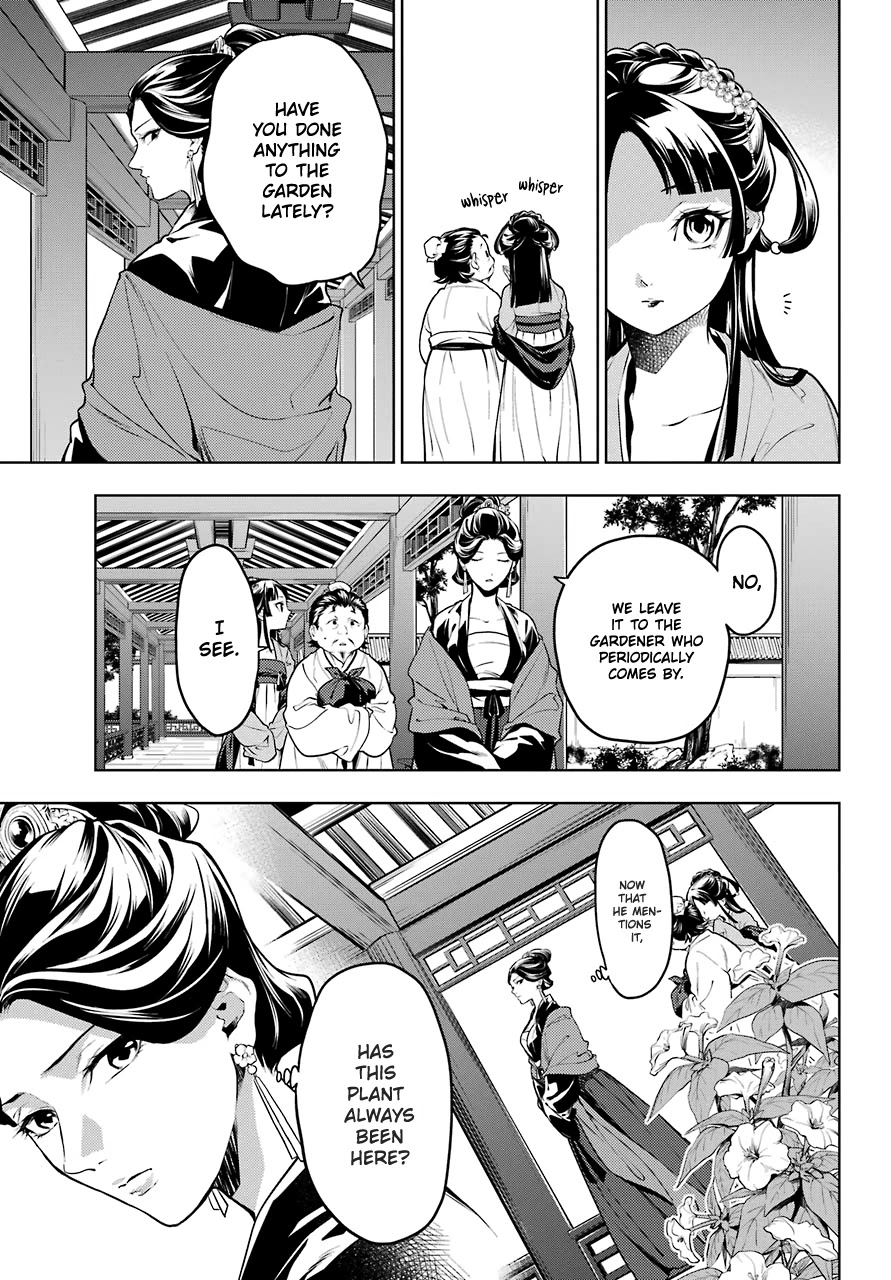 whisper
whisper
HAVE
YOU DONE
ANYTHING
TO THE
GARDEN
LATELY?
NO,
WE LEAVE
IT TO THE
GARDENER WHO
PERIODICALLY
COMES BY.
I
SEE.
NOW
THAT
HE MEN-
TIONS
IT,
HAS
THIS
PLANT
ALWAYS
BEEN
HERE?